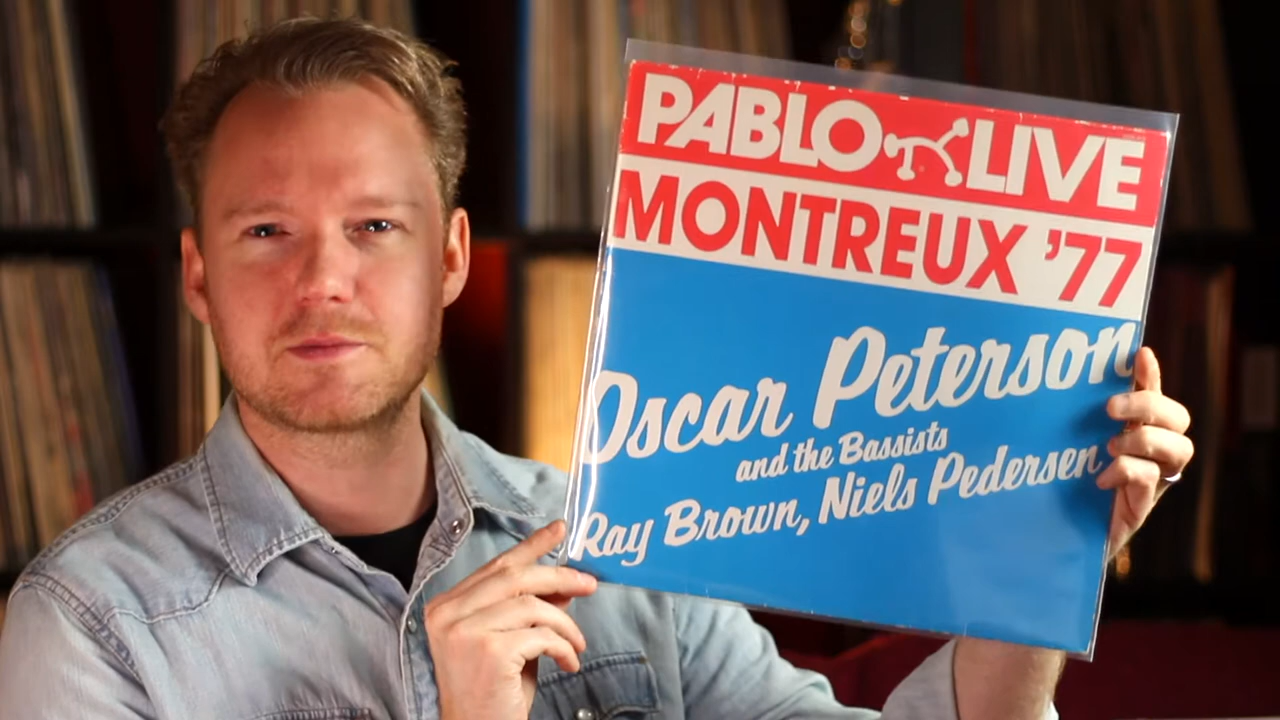 PABLO LIVE
MONTREUX '77
Oscar Peterson
and the Bassists
Ray Brown, Niels Pedersen